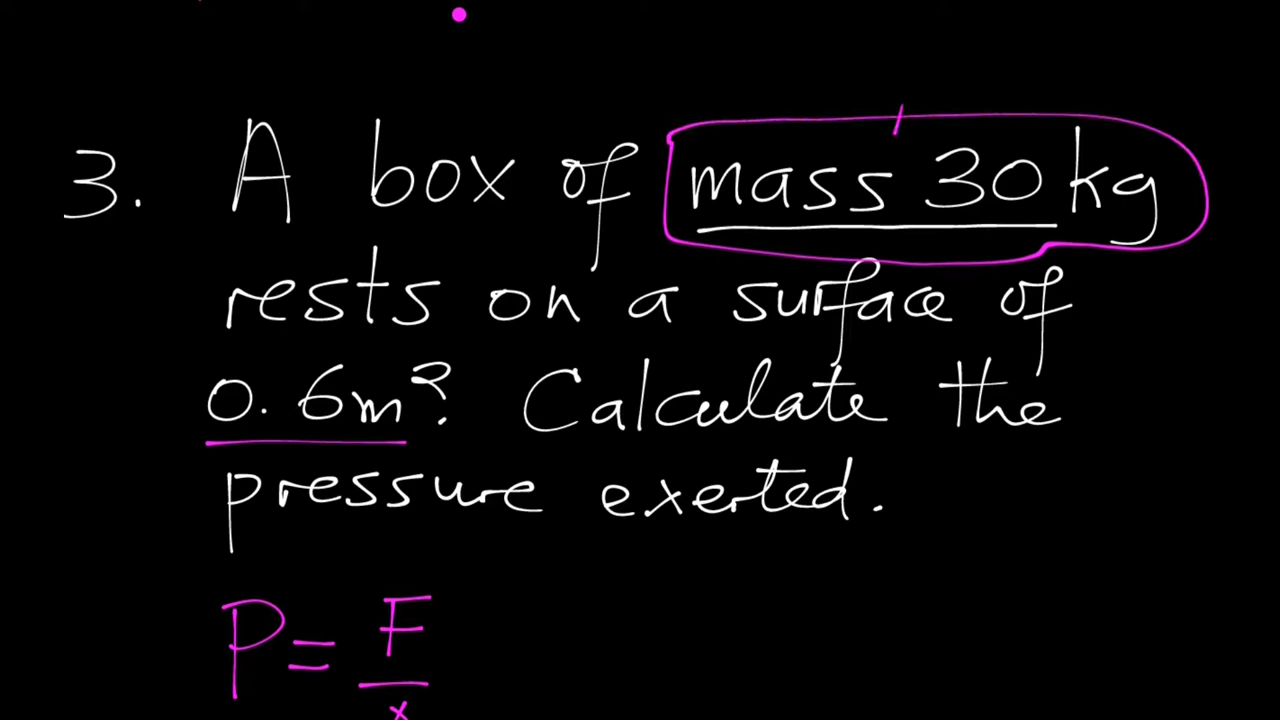 3. A box of mass 30 kg
rests on a surface of
0.6m². Calculate the
pressure exerted.
P = F